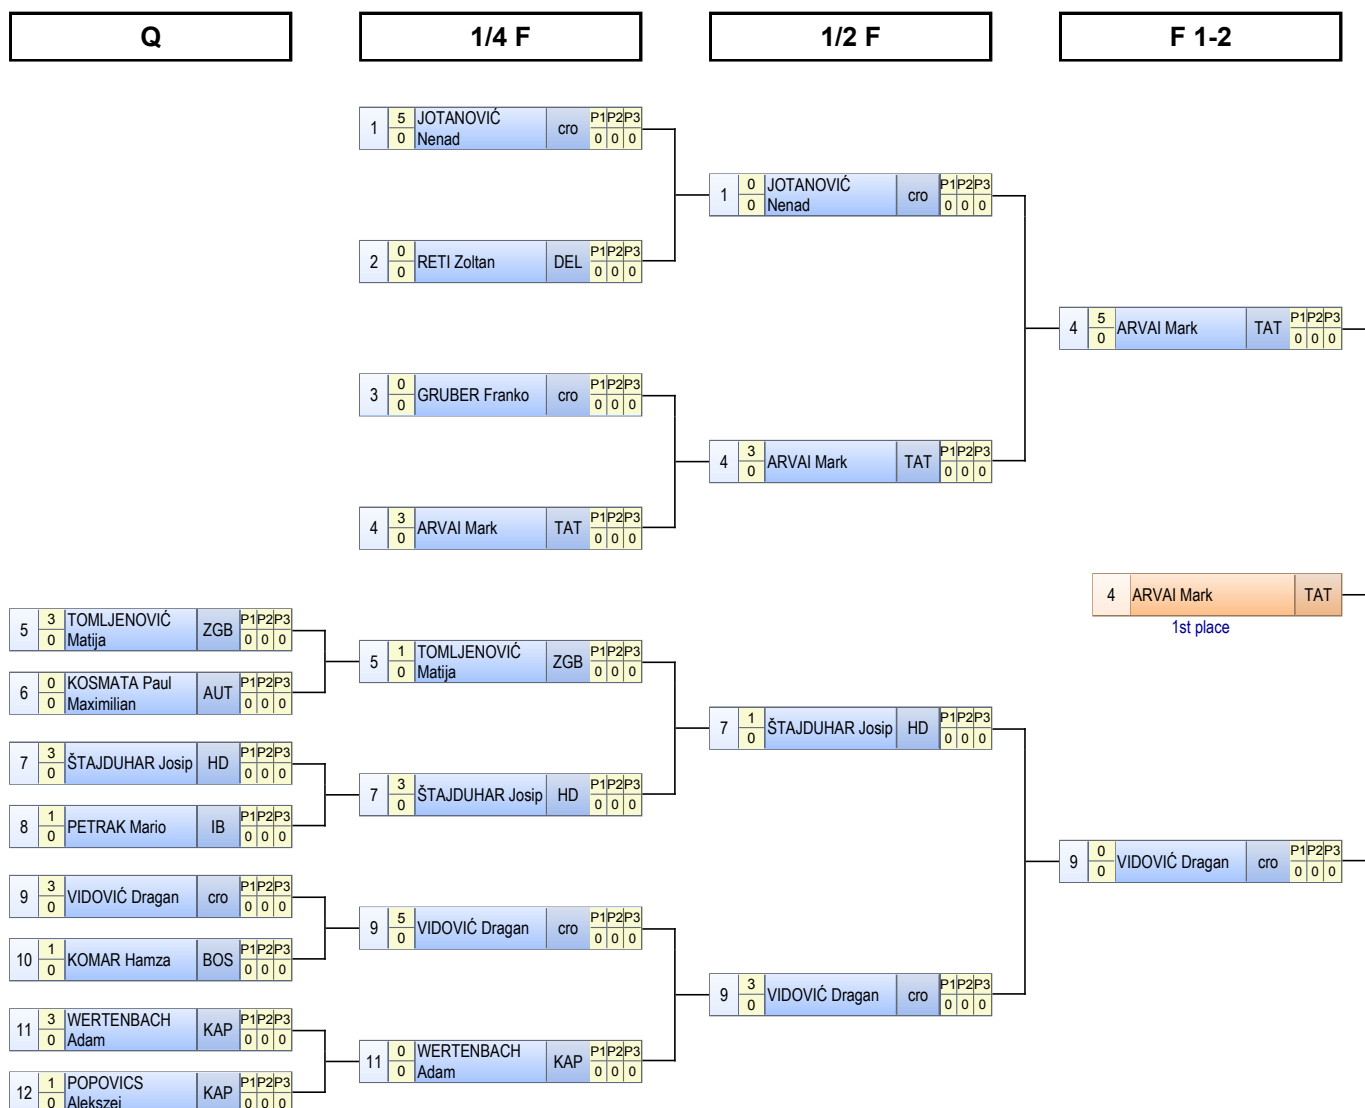 Q
1/4 F
1/2 F
F 1-2
1 5 0 JOTANOVIĆ Nenad cro P1 P2 P3 0 0 0
2 0 0 RETI Zoltan DEL P1 P2 P3 0 0 0
3 0 0 GRUBER Franko cro P1 P2 P3 0 0 0
4 3 0 ARVAI Mark TAT P1 P2 P3 0 0 0
1 0 0 JOTANOVIĆ Nenad cro P1 P2 P3 0 0 0
4 3 0 ARVAI Mark TAT P1 P2 P3 0 0 0
4 5 0 ARVAI Mark TAT P1 P2 P3 0 0 0
4 ARVAI Mark TAT
1st place
5 3 0 TOMLJENOVIĆ Matija ZGB P1 P2 P3 0 0 0
6 0 0 KOSMATA Paul Maximilian AUT P1 P2 P3 0 0 0
7 3 0 ŠTAJDUHAR Josip HD P1 P2 P3 0 0 0
8 1 0 PETRAK Mario IB P1 P2 P3 0 0 0
9 3 0 VIDOVIĆ Dragan cro P1 P2 P3 0 0 0
10 1 0 KOMAR Hamza BOS P1 P2 P3 0 0 0
11 3 0 WERTENBACH Adam KAP P1 P2 P3 0 0 0
12 1 0 POPOVICS Alekszej KAP P1 P2 P3 0 0 0
5 1 0 TOMLJENOVIĆ Matija ZGB P1 P2 P3 0 0 0
7 3 0 ŠTAJDUHAR Josip HD P1 P2 P3 0 0 0
9 5 0 VIDOVIĆ Dragan cro P1 P2 P3 0 0 0
11 0 0 WERTENBACH Adam KAP P1 P2 P3 0 0 0
7 1 0 ŠTAJDUHAR Josip HD P1 P2 P3 0 0 0
9 3 0 VIDOVIĆ Dragan cro P1 P2 P3 0 0 0
9 0 0 VIDOVIĆ Dragan cro P1 P2 P3 0 0 0